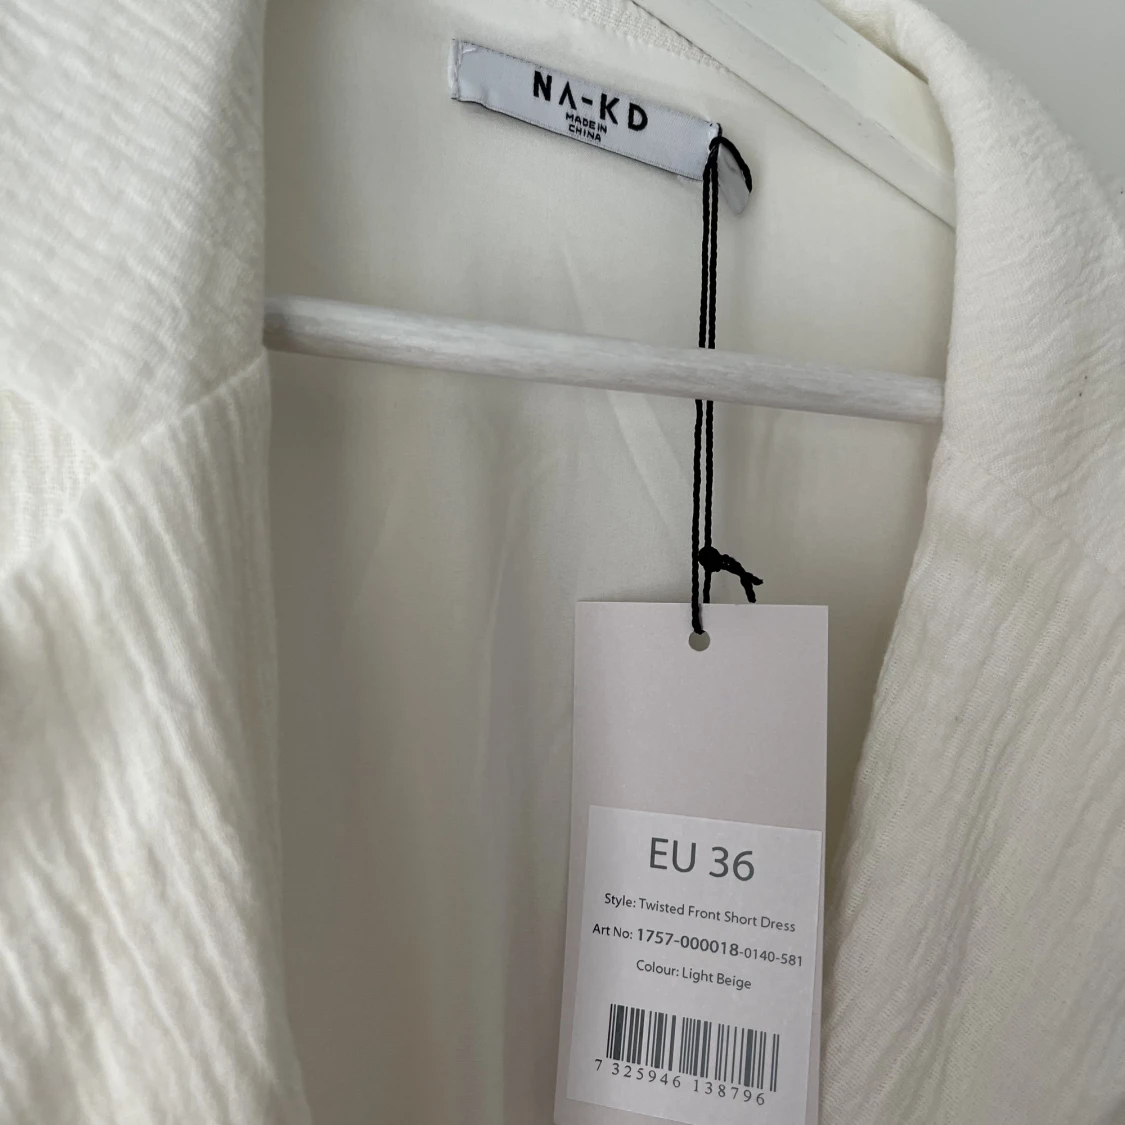 NA-KD
MADE IN
CHINA
EU 36
Style: Twisted Front Short Dress
Art No: 1757-000018-0140-581
Colour: Light Beige
7 325946 138796